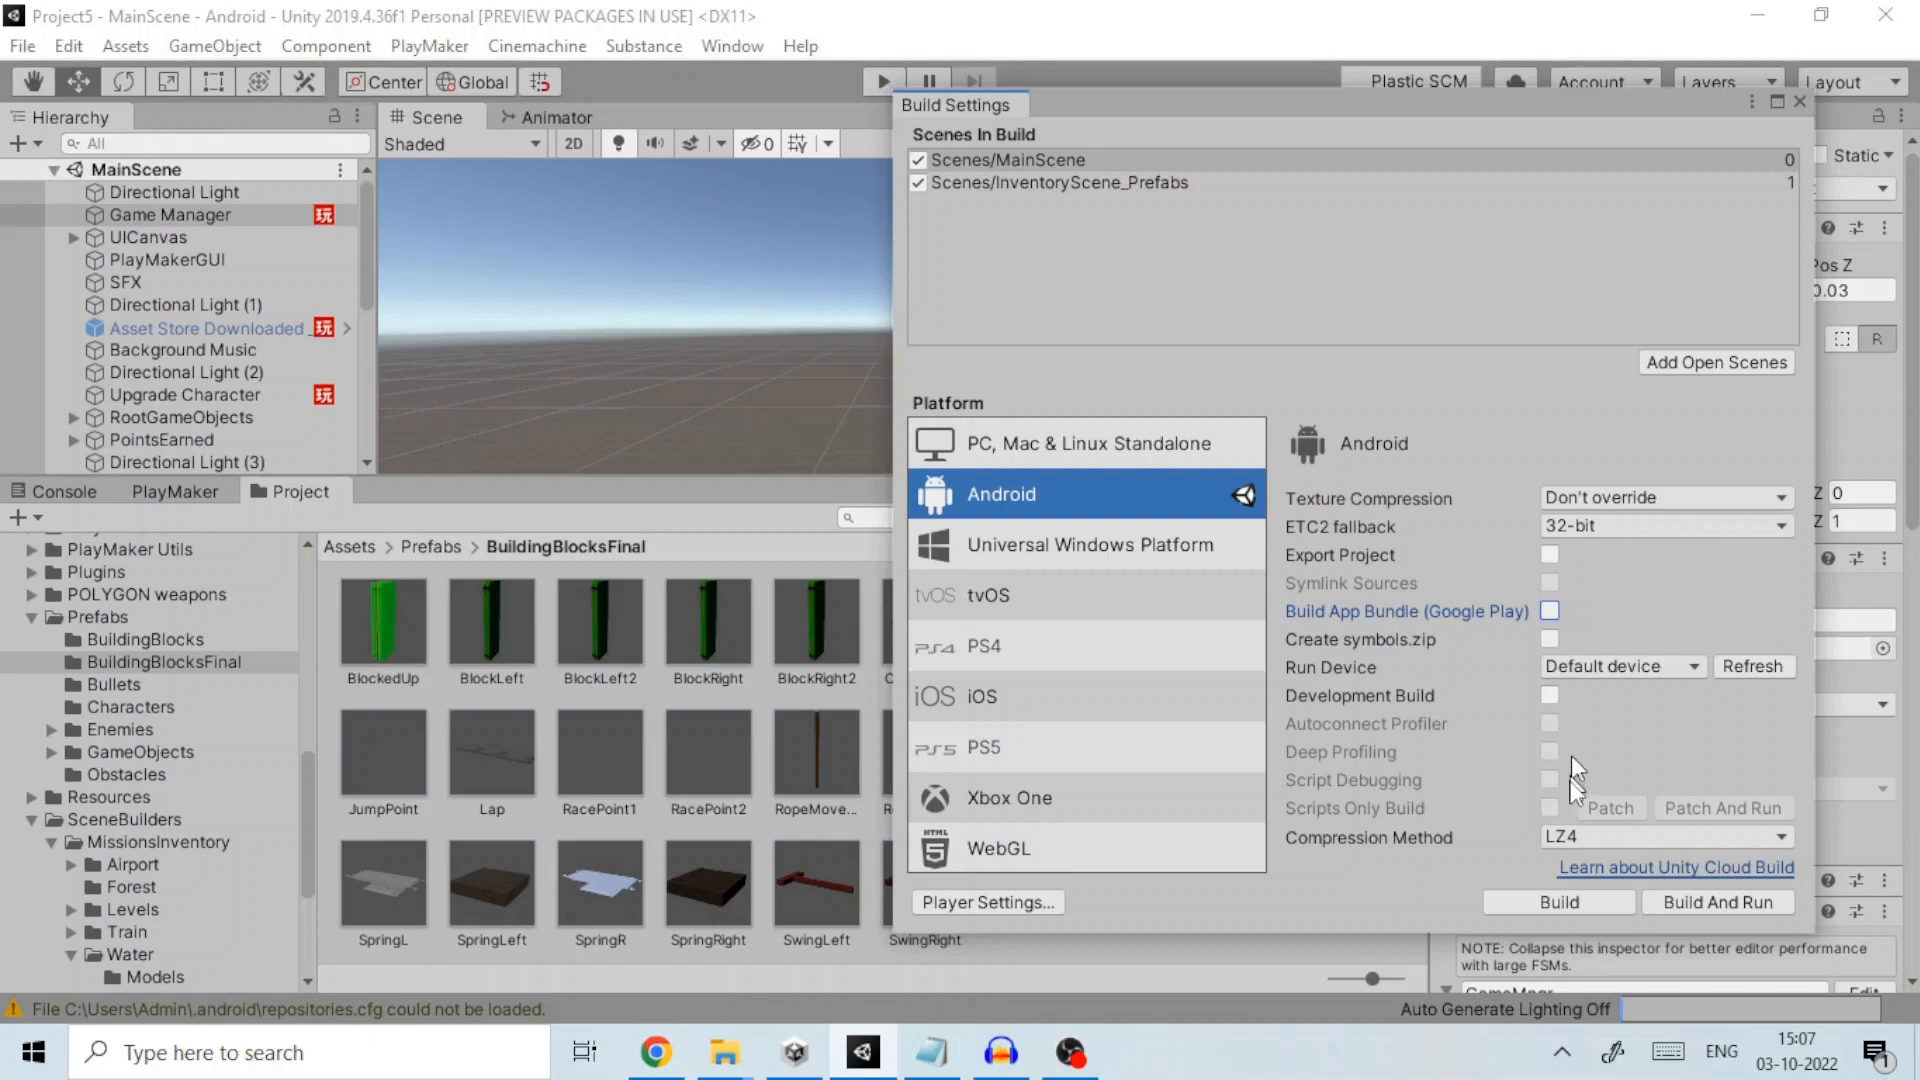 Project5 - MainScene - Android - Unity 2019.4.36f1 Personal [PREVIEW PACKAGES IN USE] <DX11>
File Edit Assets GameObject Component PlayMaker Cinemachine Substance Window Help
Center Global Plastic SCM Account Layers Layout
Hierarchy
All
MainScene
Directional Light
Game Manager 玩
UICanvas
PlayMakerGUI
SFX
Directional Light (1)
Asset Store Downloaded 玩
Background Music
Directional Light (2)
Upgrade Character 玩
RootGameObjects
PointsEarned
Directional Light (3)
Scene Animator
Shaded 2D 0
Build Settings
Scenes In Build
Scenes/MainScene 0
Scenes/InventoryScene_Prefabs 1
Add Open Scenes
Platform
PC, Mac & Linux Standalone
Android
Universal Windows Platform
tvOS tvOS
PS4 PS4
iOS iOS
PS5 PS5
Xbox One
HTML
5 WebGL
Player Settings...
Android
Texture Compression Don't override
ETC2 fallback 32-bit
Export Project
Symlink Sources
Build App Bundle (Google Play)
Create symbols.zip
Run Device Default device Refresh
Development Build
Autoconnect Profiler
Deep Profiling
Script Debugging
Scripts Only Build Patch Patch And Run
Compression Method LZ4
Learn about Unity Cloud Build
Build Build And Run
Static
Pos Z
0.03
R
Z 0
Z 1
NOTE: Collapse this inspector for better editor performance
with large FSMs.
Console PlayMaker Project
PlayMaker Utils
Plugins
POLYGON weapons
Prefabs
BuildingBlocks
BuildingBlocksFinal
Bullets
Characters
Enemies
GameObjects
Obstacles
Resources
SceneBuilders
MissionsInventory
Airport
Forest
Levels
Train
Water
Models
Assets > Prefabs > BuildingBlocksFinal
BlockedUp BlockLeft BlockLeft2 BlockRight BlockRight2
JumpPoint Lap RacePoint1 RacePoint2 RopeMove...
SpringL SpringLeft SpringR SpringRight SwingLeft SwingRight
File C:\Users\Admin\.android\repositories.cfg could not be loaded.
Auto Generate Lighting Off
Type here to search
ENG
15:07
03-10-2022
1